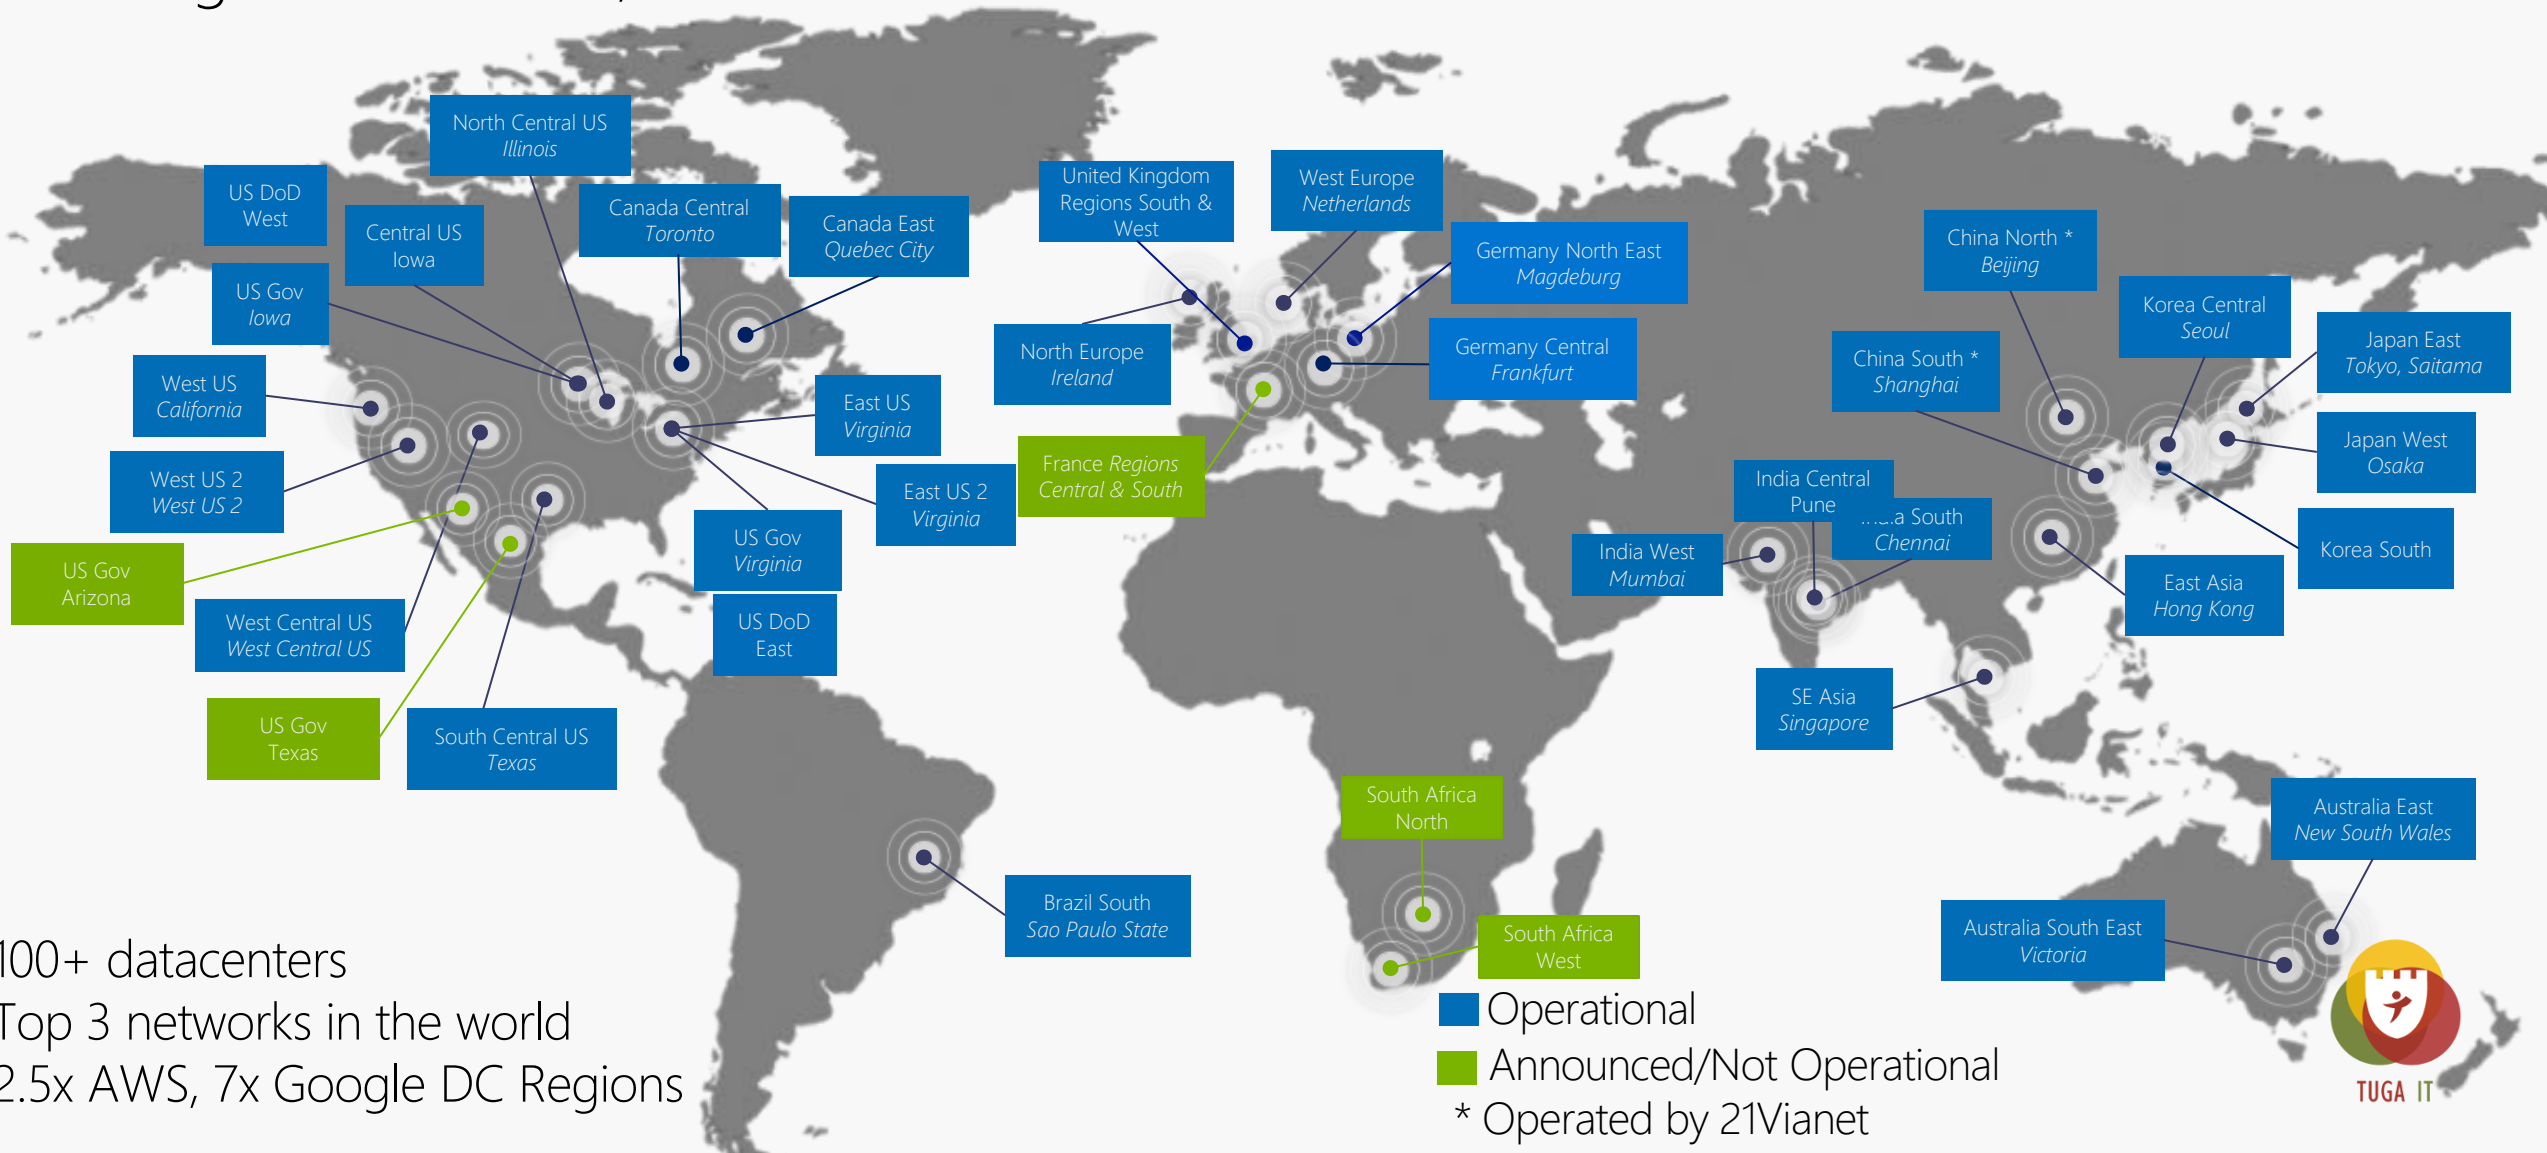 North Central US
Illinois
US DoD
West
Central US
Iowa
Canada Central
Toronto
Canada East
Quebec City
US Gov
Iowa
West US
California
West US 2
West US 2
US Gov
Arizona
West Central US
West Central US
US Gov
Texas
South Central US
Texas
East US
Virginia
East US 2
Virginia
US Gov
Virginia
US DoD
East
Brazil South
Sao Paulo State
United Kingdom
Regions South &
West
West Europe
Netherlands
Germany North East
Magdeburg
Germany Central
Frankfurt
North Europe
Ireland
France Regions
Central & South
South Africa
North
South Africa
West
China North *
Beijing
China South *
Shanghai
Korea Central
Seoul
Japan East
Tokyo, Saitama
Japan West
Osaka
Korea South
East Asia
Hong Kong
India Central
Pune
South
Chennai
India West
Mumbai
SE Asia
Singapore
Australia East
New South Wales
Australia South East
Victoria
100+ datacenters
Top 3 networks in the world
2.5x AWS, 7x Google DC Regions
Operational
Announced/Not Operational
* Operated by 21Vianet
TUGA IT